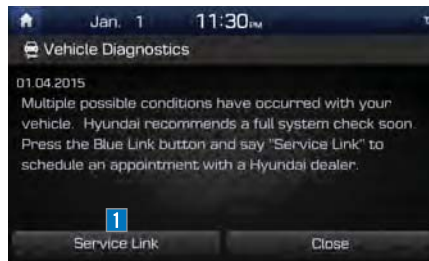 Jan. 1 11:30PM
Vehicle Diagnostics
01.04.2015
Multiple possible conditions have occurred with your
vehicle. Hyundai recommends a full system check soon
Press the Blue Link button and say "Service Link" to
schedule an appointment with a Hyundai dealer.
1
Service Link Close